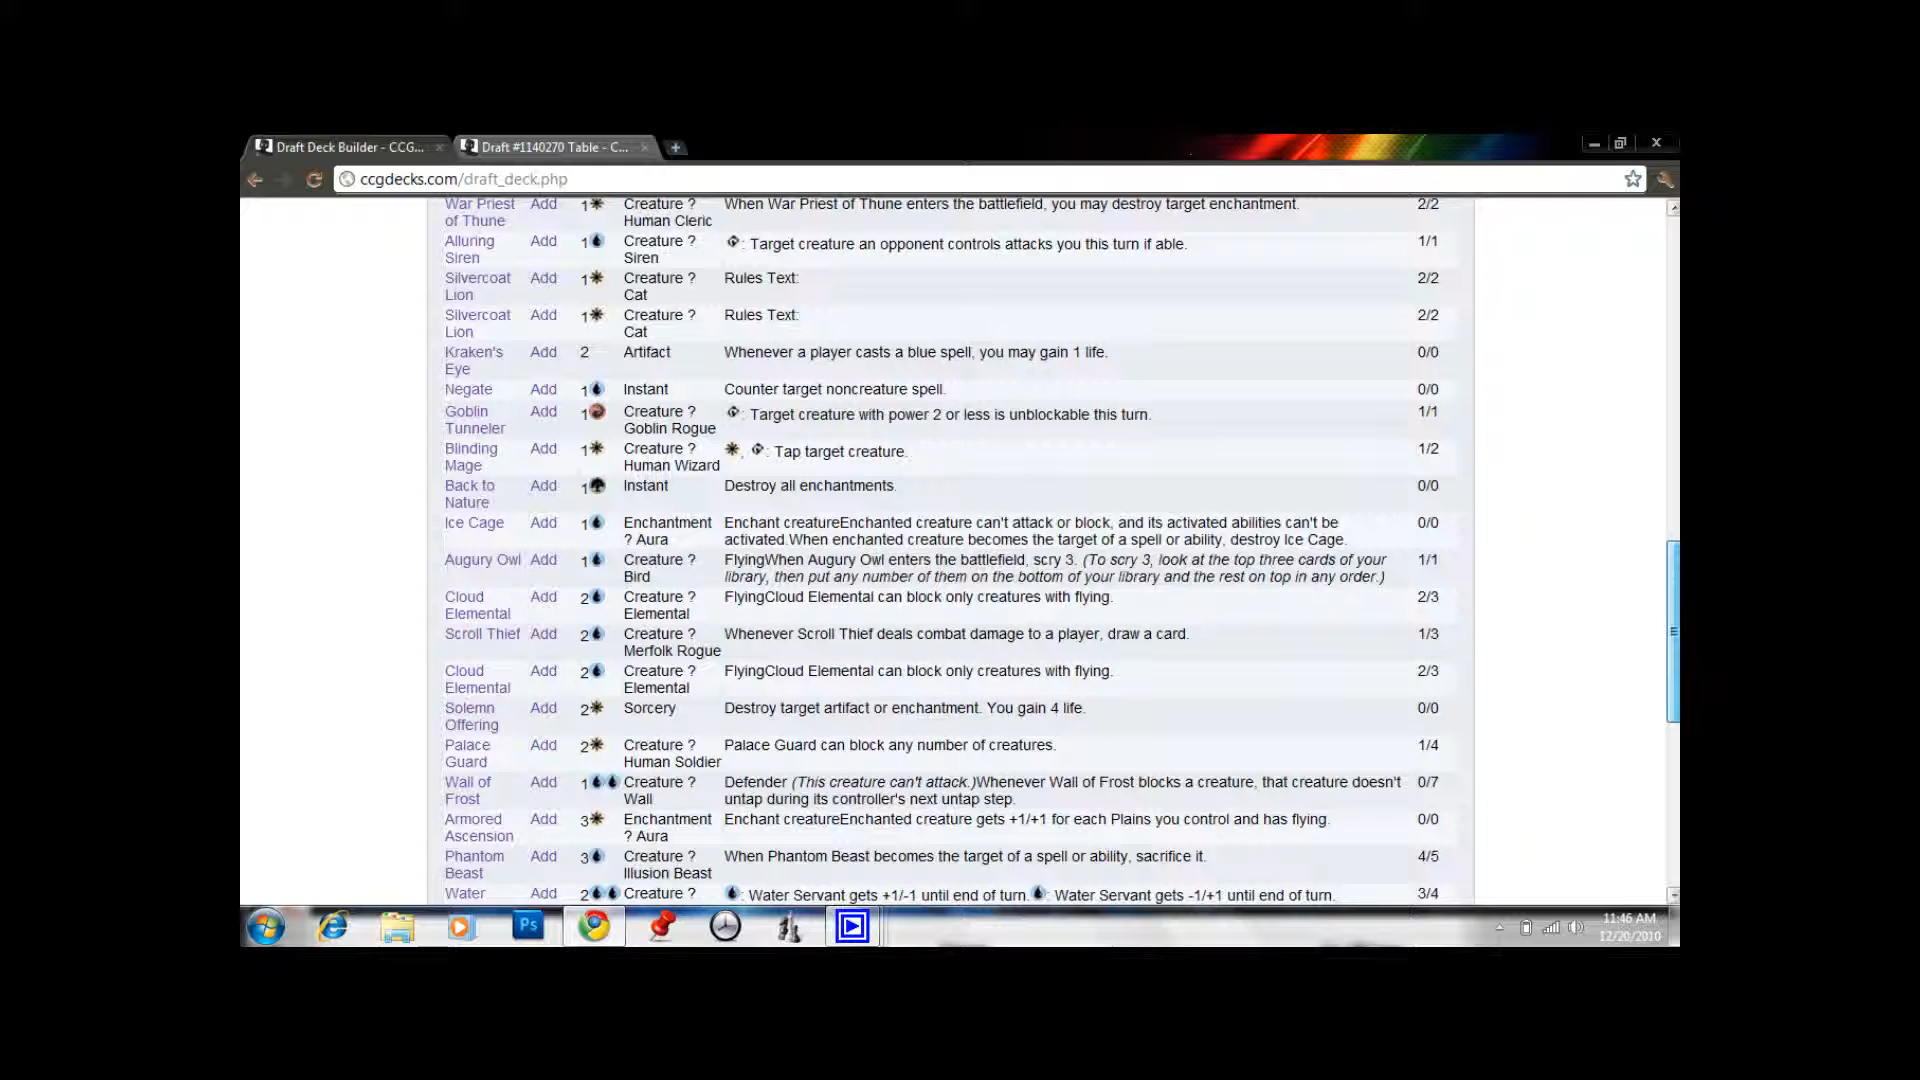 Draft Deck Builder - CCG...
Draft #1140270 Table - C...
ccgdecks.com/draft_deck.php
War Priest of Thune Add 1 Creature ? Human Cleric When War Priest of Thune enters the battlefield, you may destroy target enchantment. 2/2
Alluring Siren Add 1 Creature ? Siren : Target creature an opponent controls attacks you this turn if able. 1/1
Silvercoat Lion Add 1 Creature ? Cat Rules Text: 2/2
Silvercoat Lion Add 1 Creature ? Cat Rules Text: 2/2
Kraken's Eye Add 2 Artifact Whenever a player casts a blue spell, you may gain 1 life. 0/0
Negate Add 1 Instant Counter target noncreature spell. 0/0
Goblin Tunneler Add 1 Creature ? Goblin Rogue : Target creature with power 2 or less is unblockable this turn. 1/1
Blinding Mage Add 1 Creature ? Human Wizard , : Tap target creature. 1/2
Back to Nature Add 1 Instant Destroy all enchantments. 0/0
Ice Cage Add 1 Enchantment ? Aura Enchant creatureEnchanted creature can't attack or block, and its activated abilities can't be activated.When enchanted creature becomes the target of a spell or ability, destroy Ice Cage. 0/0
Augury Owl Add 1 Creature ? Bird FlyingWhen Augury Owl enters the battlefield, scry 3. (To scry 3, look at the top three cards of your library, then put any number of them on the bottom of your library and the rest on top in any order.) 1/1
Cloud Elemental Add 2 Creature ? Elemental FlyingCloud Elemental can block only creatures with flying. 2/3
Scroll Thief Add 2 Creature ? Merfolk Rogue Whenever Scroll Thief deals combat damage to a player, draw a card. 1/3
Cloud Elemental Add 2 Creature ? Elemental FlyingCloud Elemental can block only creatures with flying. 2/3
Solemn Offering Add 2 Sorcery Destroy target artifact or enchantment. You gain 4 life. 0/0
Palace Guard Add 2 Creature ? Human Soldier Palace Guard can block any number of creatures. 1/4
Wall of Frost Add 1 Creature ? Wall Defender (This creature can't attack.)Whenever Wall of Frost blocks a creature, that creature doesn't untap during its controller's next untap step. 0/7
Armored Ascension Add 3 Enchantment ? Aura Enchant creatureEnchanted creature gets +1/+1 for each Plains you control and has flying. 0/0
Phantom Beast Add 3 Creature ? Illusion Beast When Phantom Beast becomes the target of a spell or ability, sacrifice it. 4/5
Water Add 2 Creature ? : Water Servant gets +1/-1 until end of turn. : Water Servant gets -1/+1 until end of turn. 3/4
Ps
11:46 AM
12/20/2010